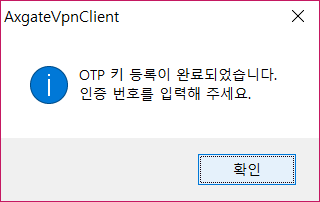 AxgateVpnClient
OTP 키 등록이 완료되었습니다.
인증 번호를 입력해 주세요.
확인